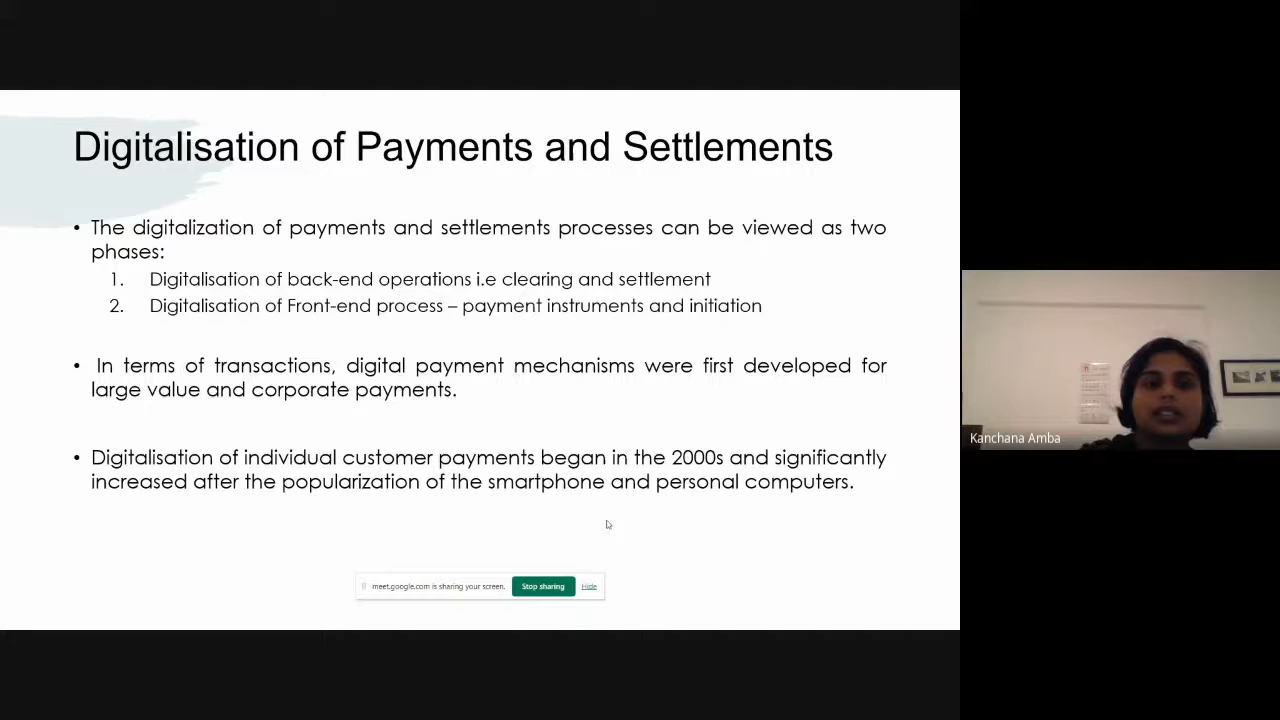 Digitalisation of Payments and Settlements
• The digitalization of payments and settlements processes can be viewed as two
phases:
1. Digitalisation of back-end operations i.e clearing and settlement
2. Digitalisation of Front-end process – payment instruments and initiation
• In terms of transactions, digital payment mechanisms were first developed for
large value and corporate payments.
• Digitalisation of individual customer payments began in the 2000s and significantly
increased after the popularization of the smartphone and personal computers.
meet.google.com is sharing your screen. Stop sharing Hide
Kanchana Amba